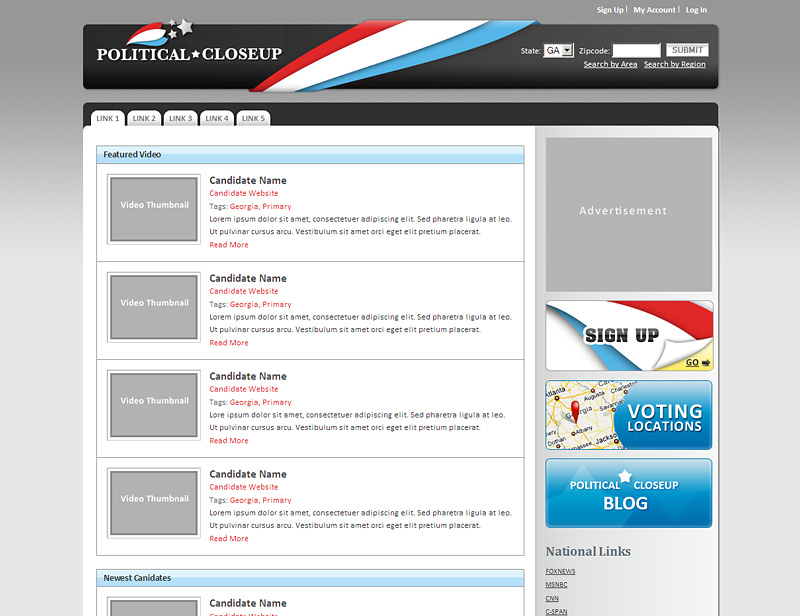 Sign Up | My Account | Log In
POLITICAL★CLOSEUP
State: GA Zipcode: SUBMIT
Search by Area Search by Region
LINK 1 LINK 2 LINK 3 LINK 4 LINK 5
Featured Video
Video Thumbnail
Candidate Name
Candidate Website
Tags: Georgia, Primary
Lorem ipsum dolor sit amet, consectetuer adipiscing elit. Sed pharetra ligula at leo.
Ut pulvinar cursus arcu. Vestibulum sit amet orci eget elit pretium placerat.
Read More
Video Thumbnail
Candidate Name
Candidate Website
Tags: Georgia, Primary
Lorem ipsum dolor sit amet, consectetuer adipiscing elit. Sed pharetra ligula at leo.
Ut pulvinar cursus arcu. Vestibulum sit amet orci eget elit pretium placerat.
Read More
Video Thumbnail
Candidate Name
Candidate Website
Tags: Georgia, Primary
Lore ipsum dolor sit amet, consectetuer adipiscing elit. Sed pharetra ligula at leo.
Ut pulvinar cursus arcu. Vestibulum sit amet orci eget elit pretium placerat.
Read More
Video Thumbnail
Candidate Name
Candidate Website
Tags: Georgia, Primary
Lorem ipsum dolor sit amet, consectetuer adipiscing elit. Sed pharetra ligula at leo.
Ut pulvinar cursus arcu. Vestibulum sit amet orci eget elit pretium placerat.
Read More
Newest Canidates
Candidate Name
Advertisement
SIGN UP
GO
Atlanta
Augusta
Charleston
Georgia
Savannah
Albany
Dothan
Jackso
VOTING
LOCATIONS
POLITICAL CLOSEUP
BLOG
National Links
FOXNEWS
MSNBC
CNN
C-SPAN